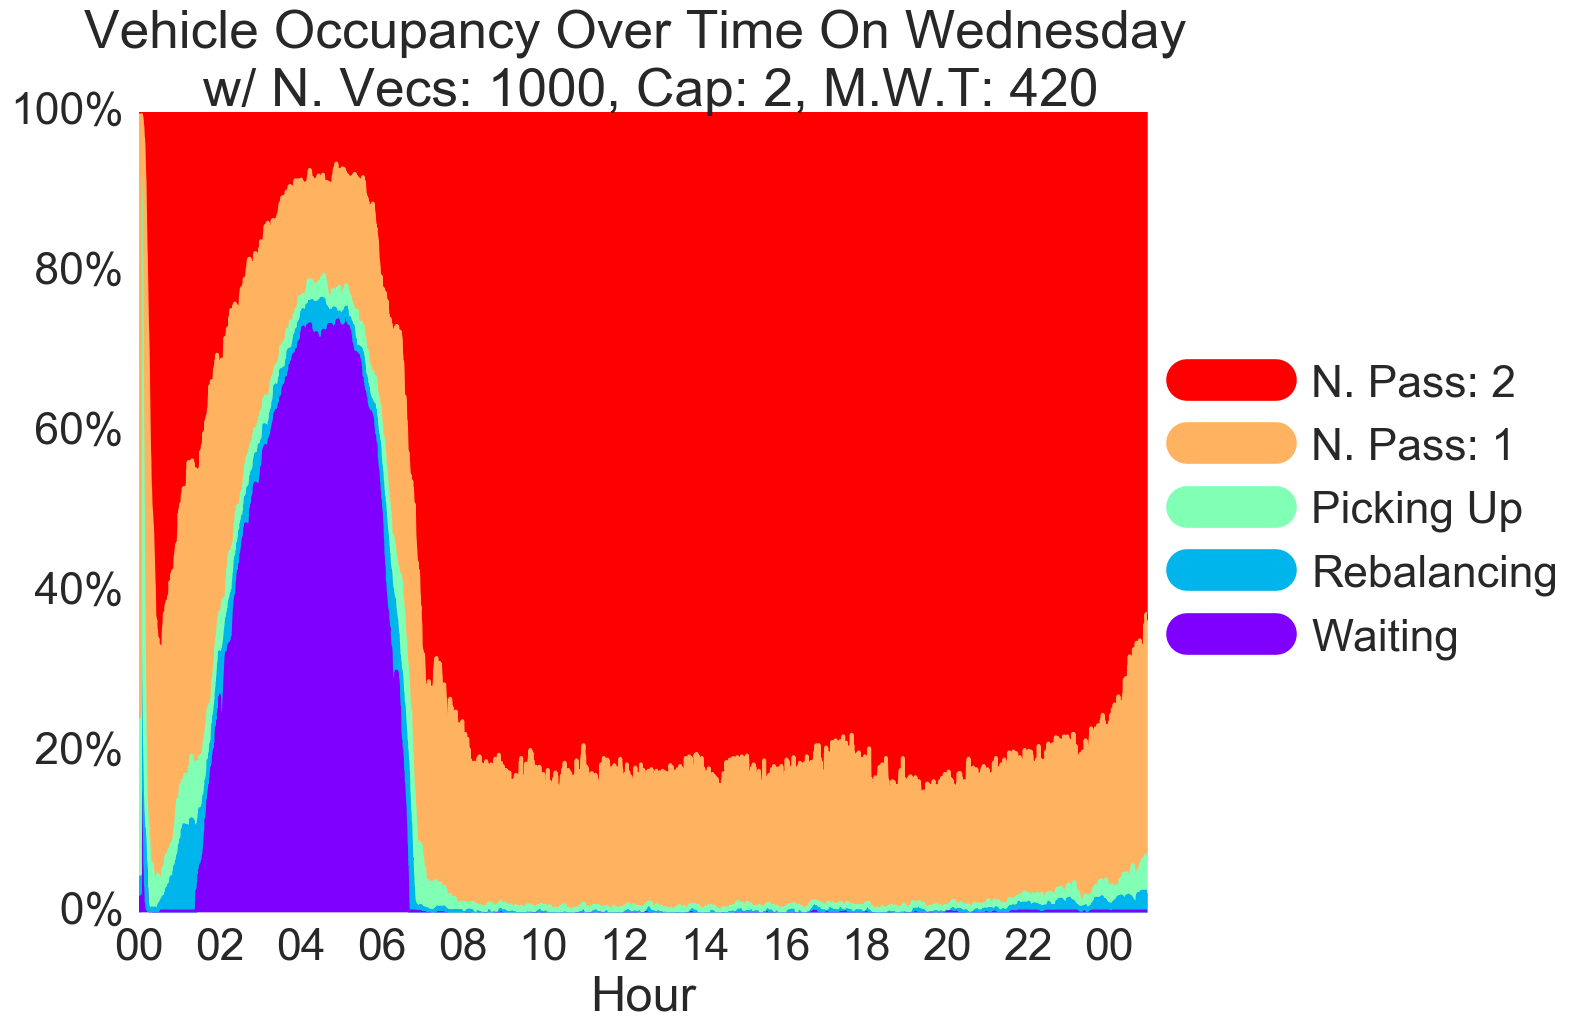 Vehicle Occupancy Over Time On Wednesday
w/ N. Vecs: 1000, Cap: 2, M.W.T: 420
100%
80%
60%
40%
20%
0%
00 02 04 06 08 10 12 14 16 18 20 22 00
Hour
N. Pass: 2
N. Pass: 1
Picking Up
Rebalancing
Waiting